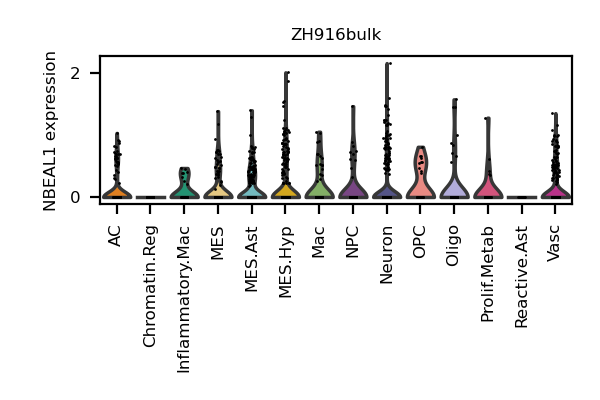 ZH916bulk
NBEAL1 expression
2
0
AC
Chromatin.Reg
Inflammatory.Mac
MES
MES.Ast
MES.Hyp
Mac
NPC
Neuron
OPC
Oligo
Prolif.Metab
Reactive.Ast
Vasc